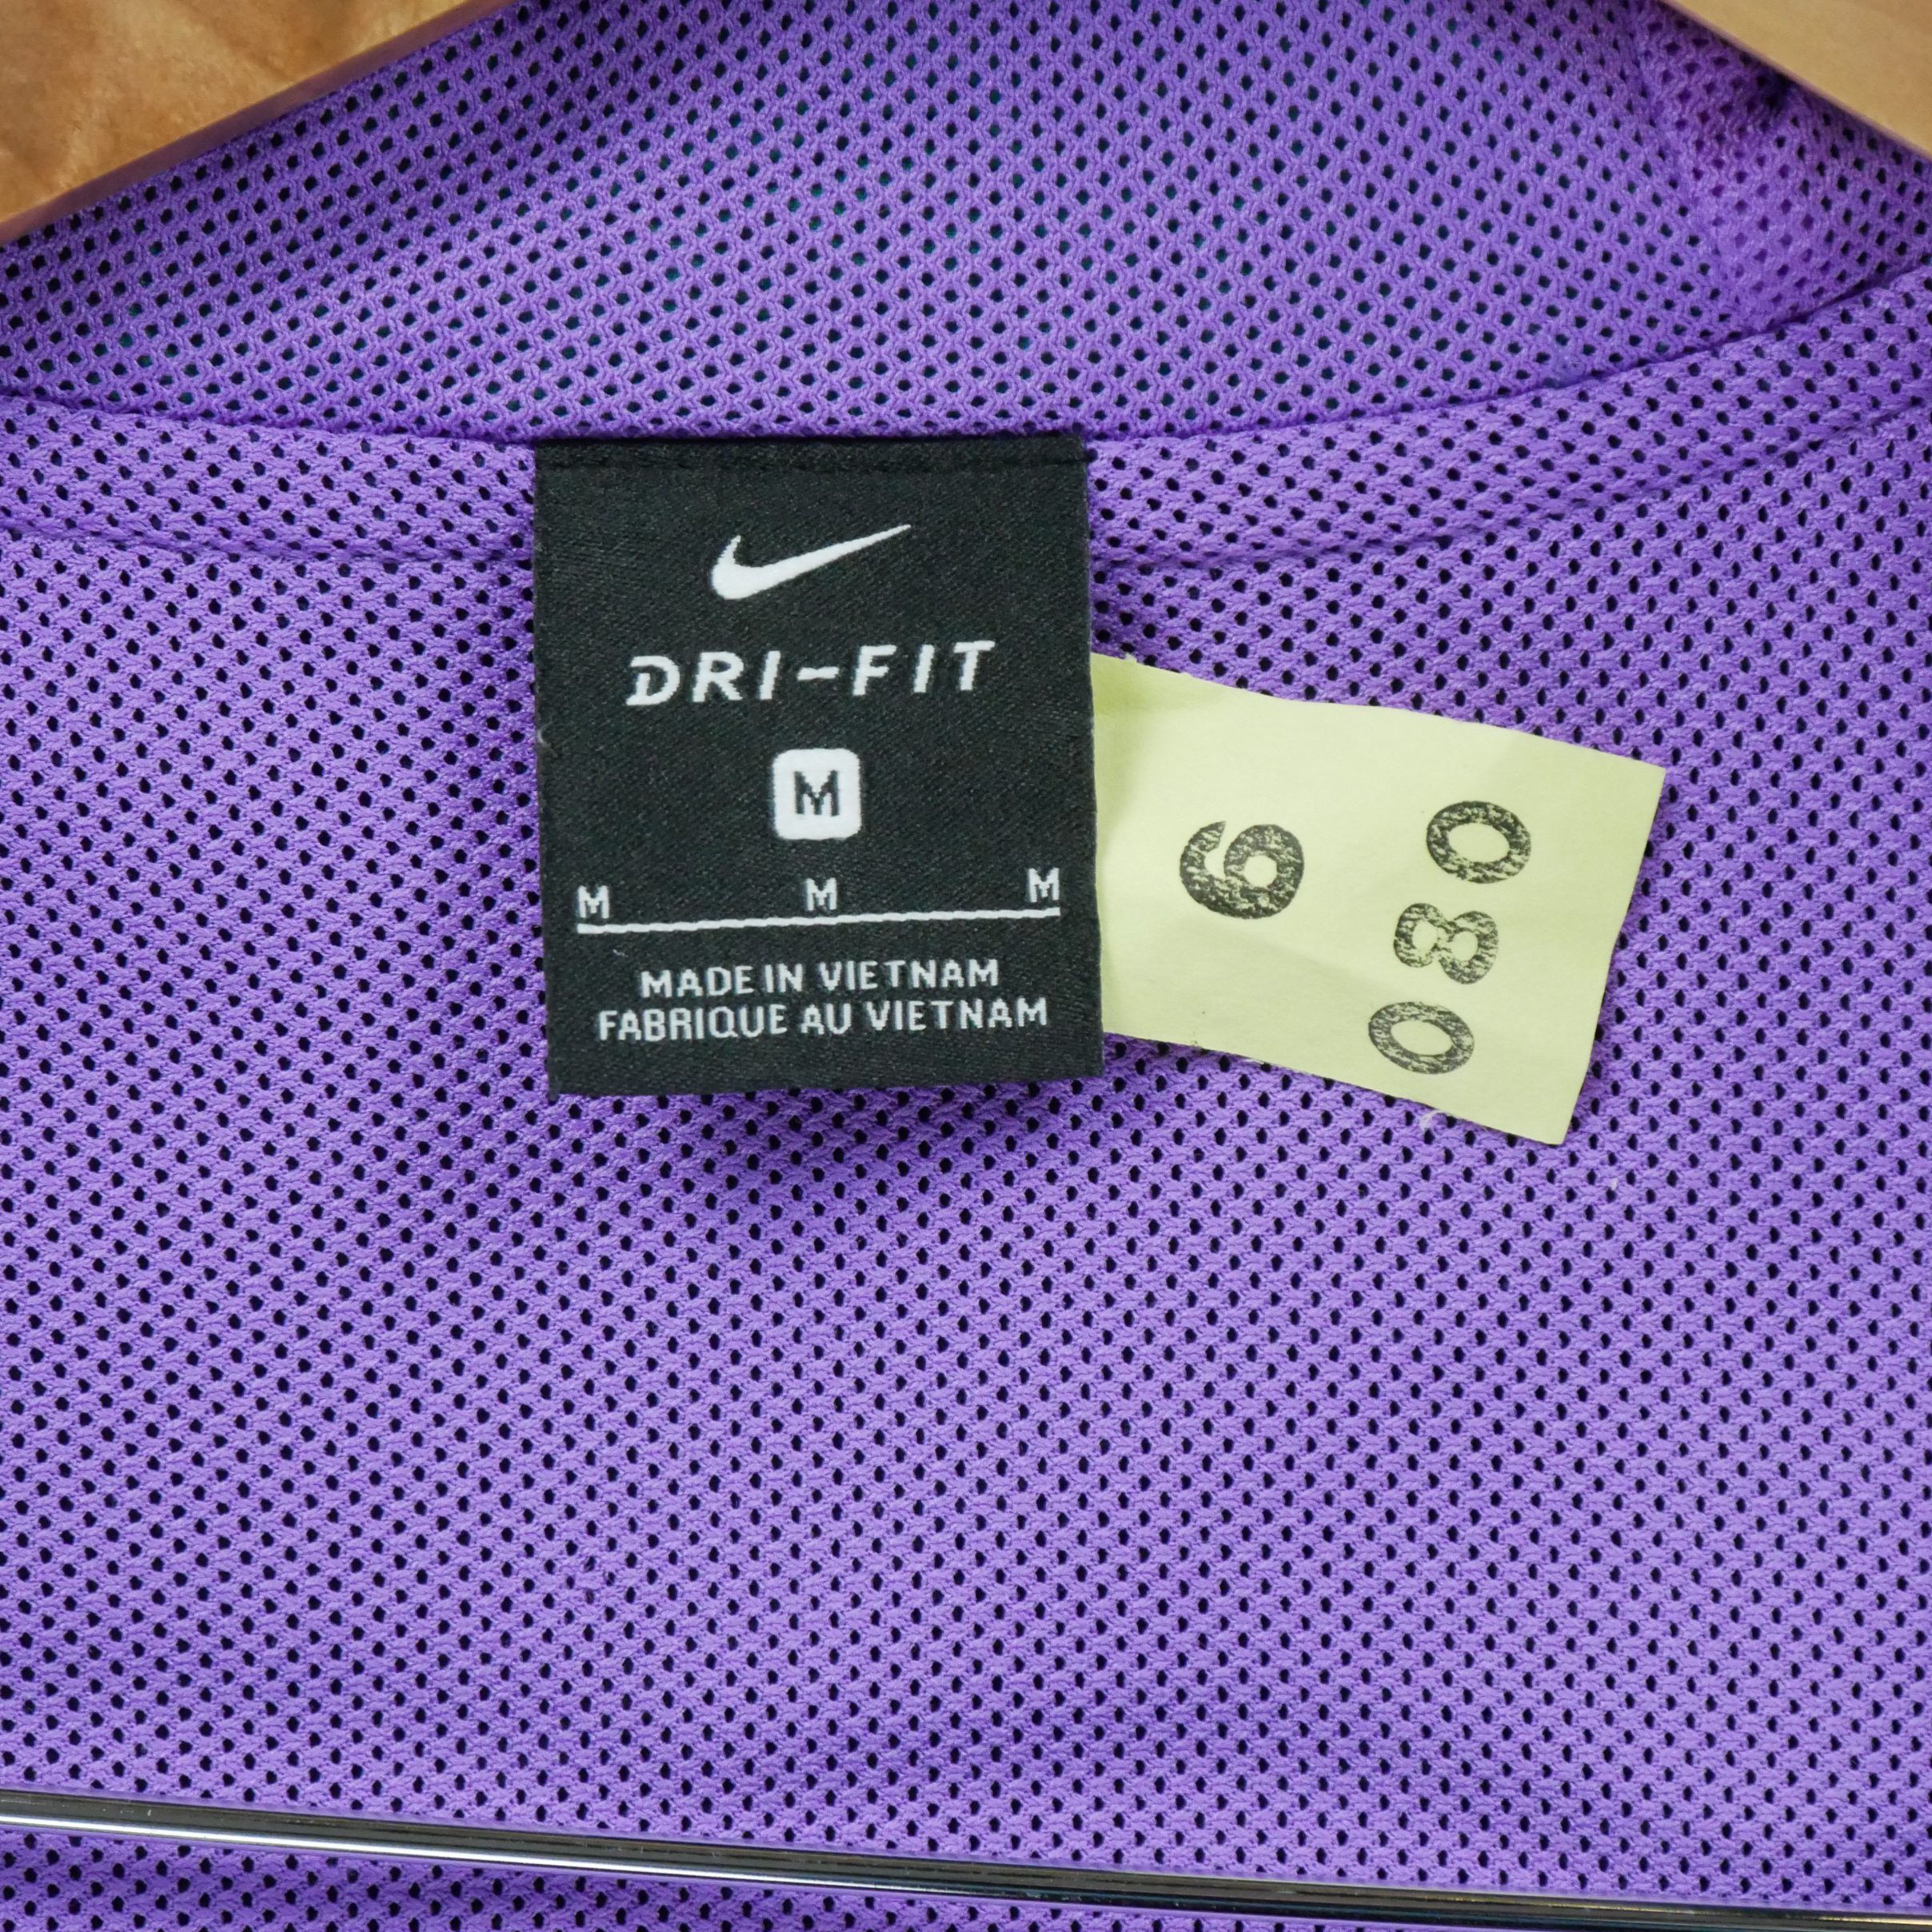 DRI-FIT
M
M M M
MADE IN VIETNAM
FABRIQUE AU VIETNAM
6
080